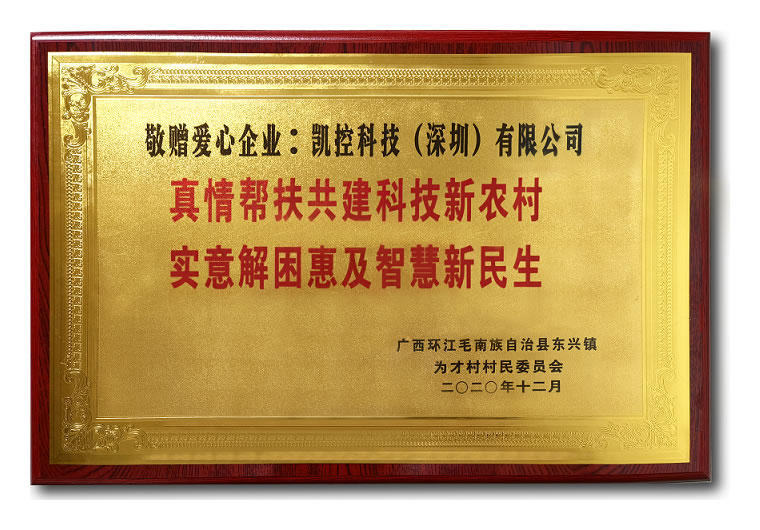 敬赠爱心企业：凯控科技（深圳）有限公司
真情帮扶共建科技新农村
实意解困惠及智慧新民生
广西环江毛南族自治县东兴镇
为才村村民委员会
二〇二〇年十二月